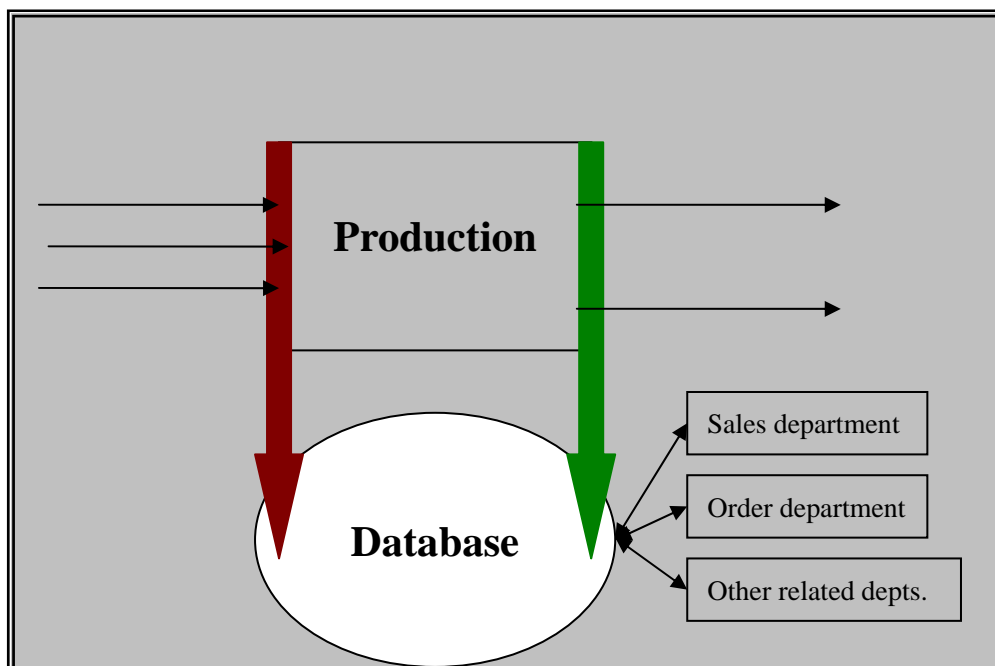 Production
Sales department
Order department
Database
Other related depts.